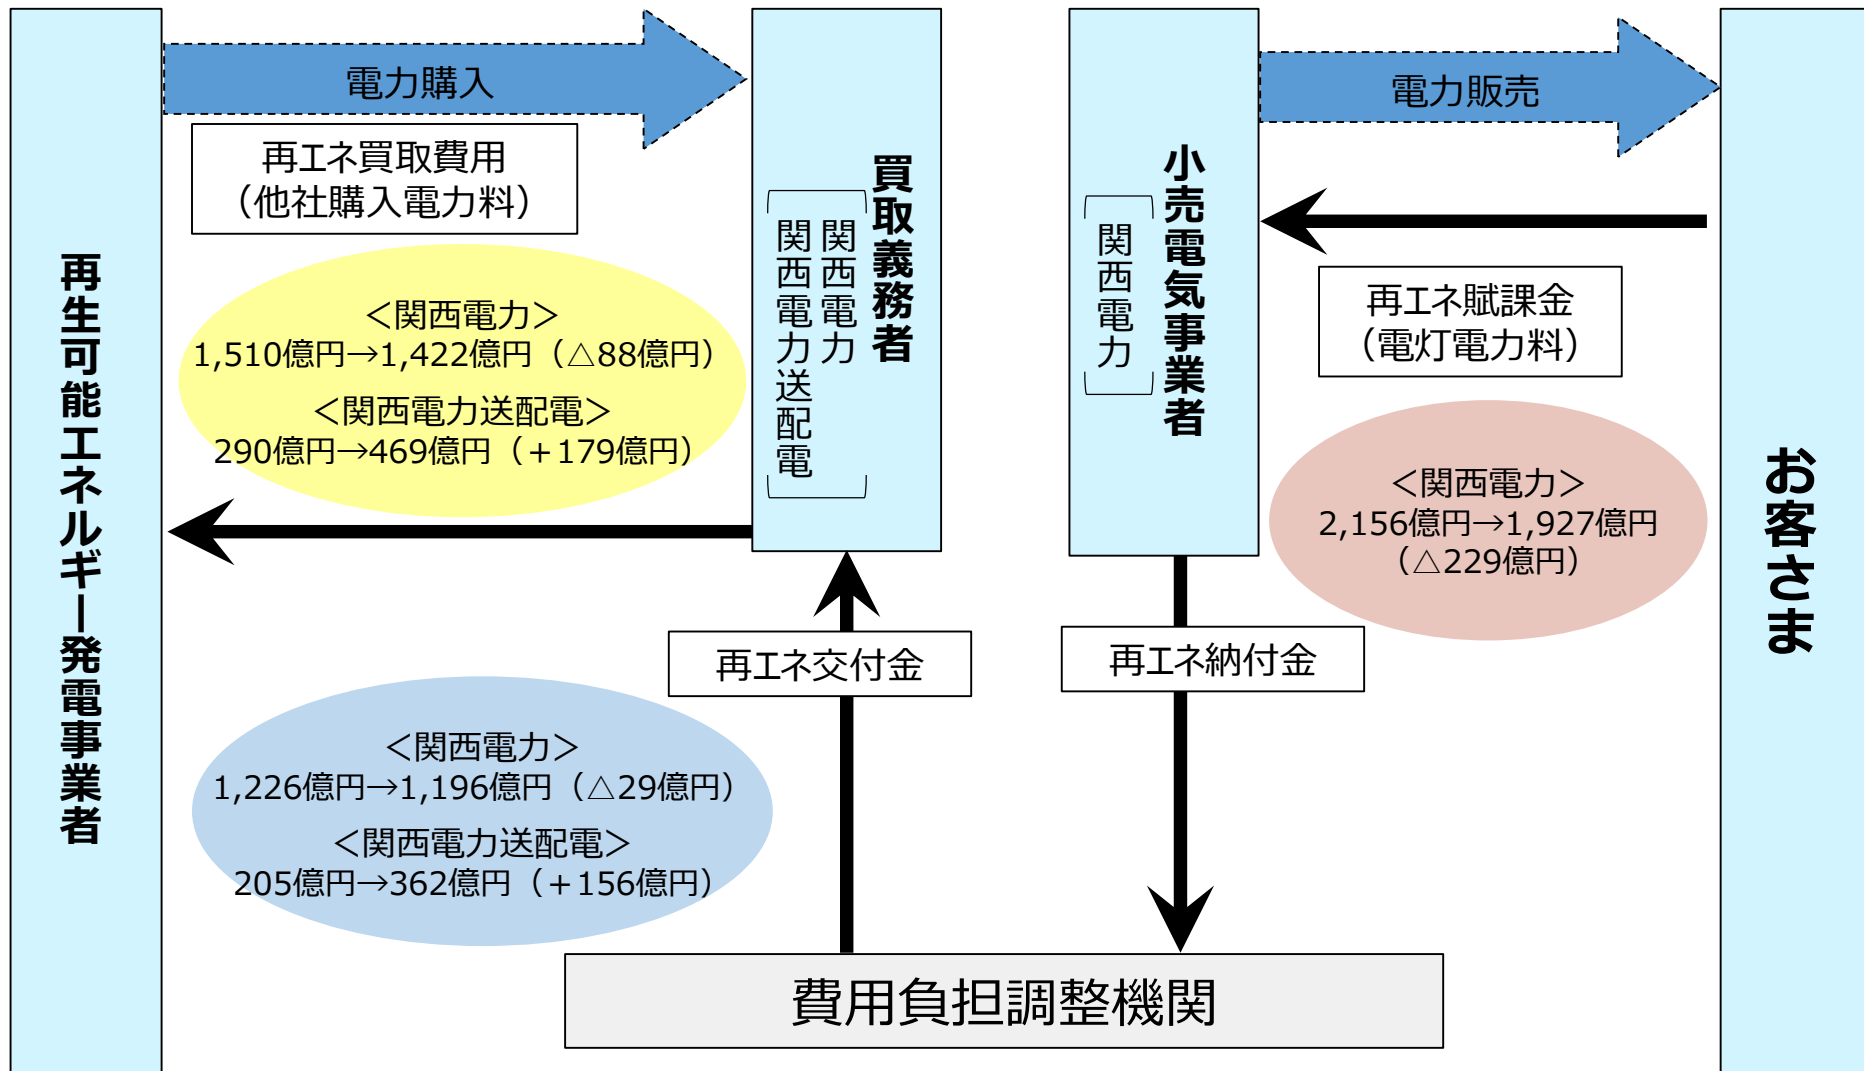 再生可能エネルギー発電事業者
電力購入
再エネ買取費用
（他社購入電力料）
＜関西電力＞
1,510億円→1,422億円（△88億円）
＜関西電力送配電＞
290億円→469億円（＋179億円）
買取義務者
関西電力
関西電力送配電
小売電気事業者
関西電力
電力販売
再エネ賦課金
（電灯電力料）
＜関西電力＞
2,156億円→1,927億円
（△229億円）
お客さま
再エネ交付金
再エネ納付金
＜関西電力＞
1,226億円→1,196億円（△29億円）
＜関西電力送配電＞
205億円→362億円（＋156億円）
費用負担調整機関